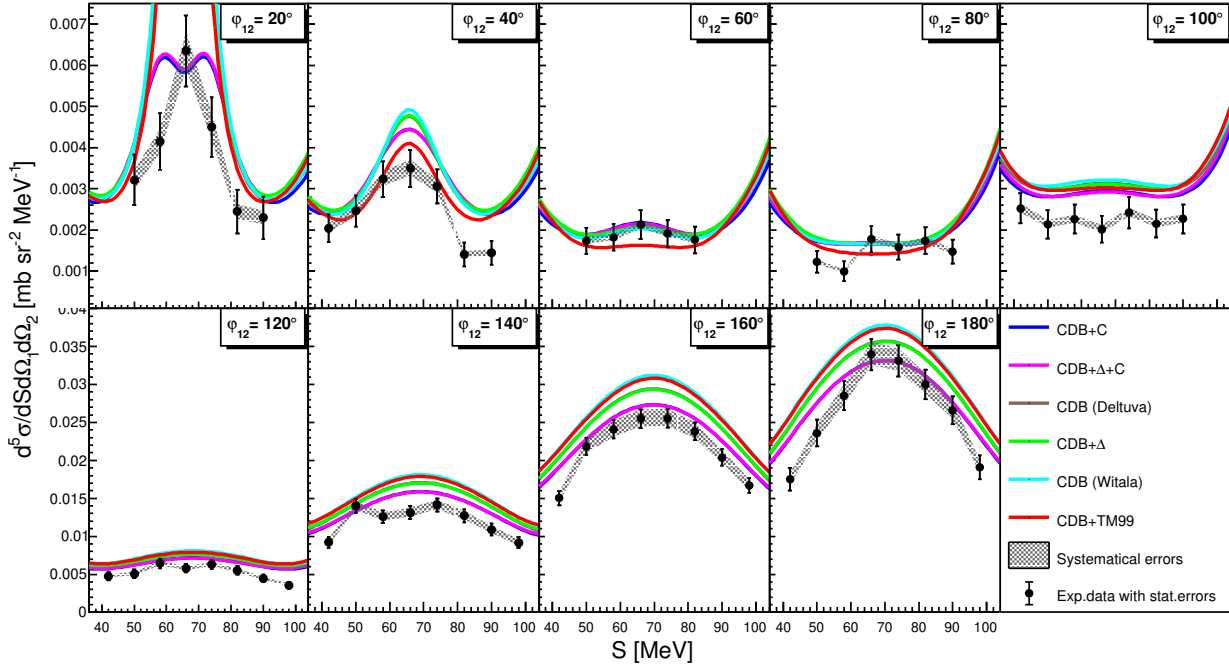 d⁵σ/dSdΩ₁dΩ₂ [mb sr⁻² MeV⁻¹]
φ₁₂ = 20°
φ₁₂ = 40°
φ₁₂ = 60°
φ₁₂ = 80°
φ₁₂ = 100°
0.007
0.006
0.005
0.004
0.003
0.002
0.001
φ₁₂ = 120°
φ₁₂ = 140°
φ₁₂ = 160°
φ₁₂ = 180°
0.04
0.035
0.03
0.025
0.02
0.015
0.01
0.005
0
40 50 60 70 80 90 100 40 50 60 70 80 90 100 40 50 60 70 80 90 100 40 50 60 70 80 90 100
S [MeV]
CDB+C
CDB+Δ+C
CDB (Deltuva)
CDB+Δ
CDB (Witala)
CDB+TM99
Systematical errors
Exp.data with stat.errors